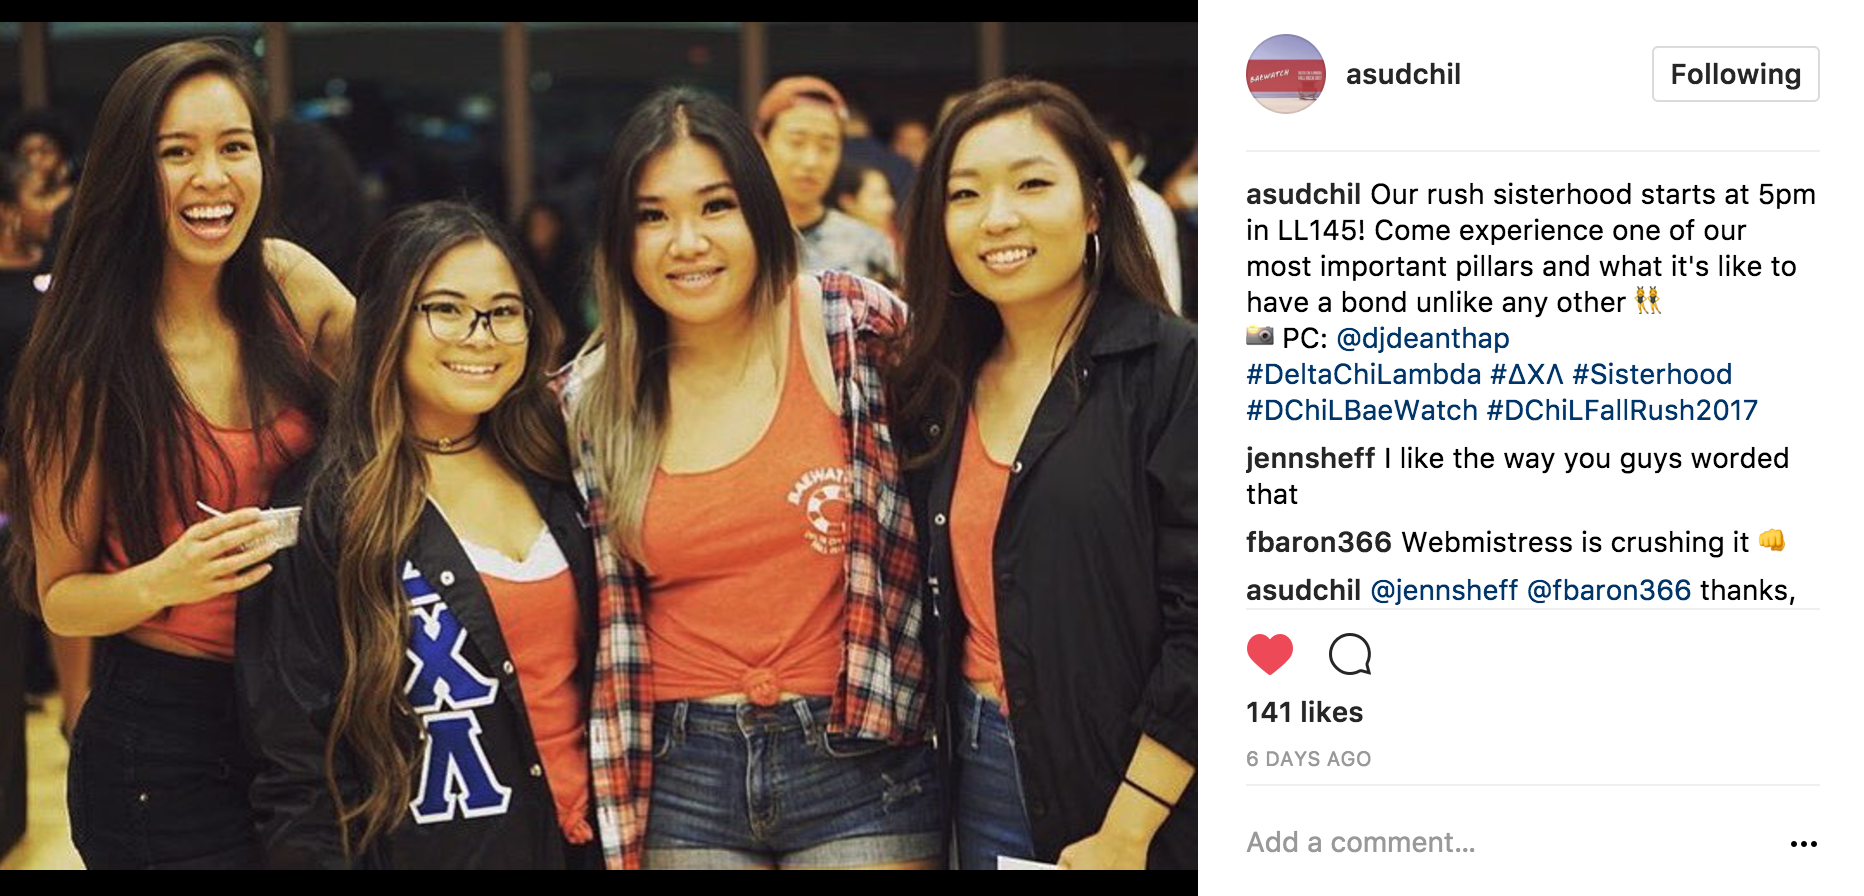 asudchil
Following
asudchil Our rush sisterhood starts at 5pm
in LL145! Come experience one of our
most important pillars and what it's like to
have a bond unlike any other 👯
📷 PC: @djdeanthap
#DeltaChiLambda #ΔΧΛ #Sisterhood
#DChiLBaeWatch #DChiLFallRush2017
jennsheff I like the way you guys worded
that
fbaron366 Webmistress is crushing it 👊
asudchil @jennsheff @fbaron366 thanks,
141 likes
6 DAYS AGO
Add a comment...
BAEWATCH
ΧΛ
BAEWATCH